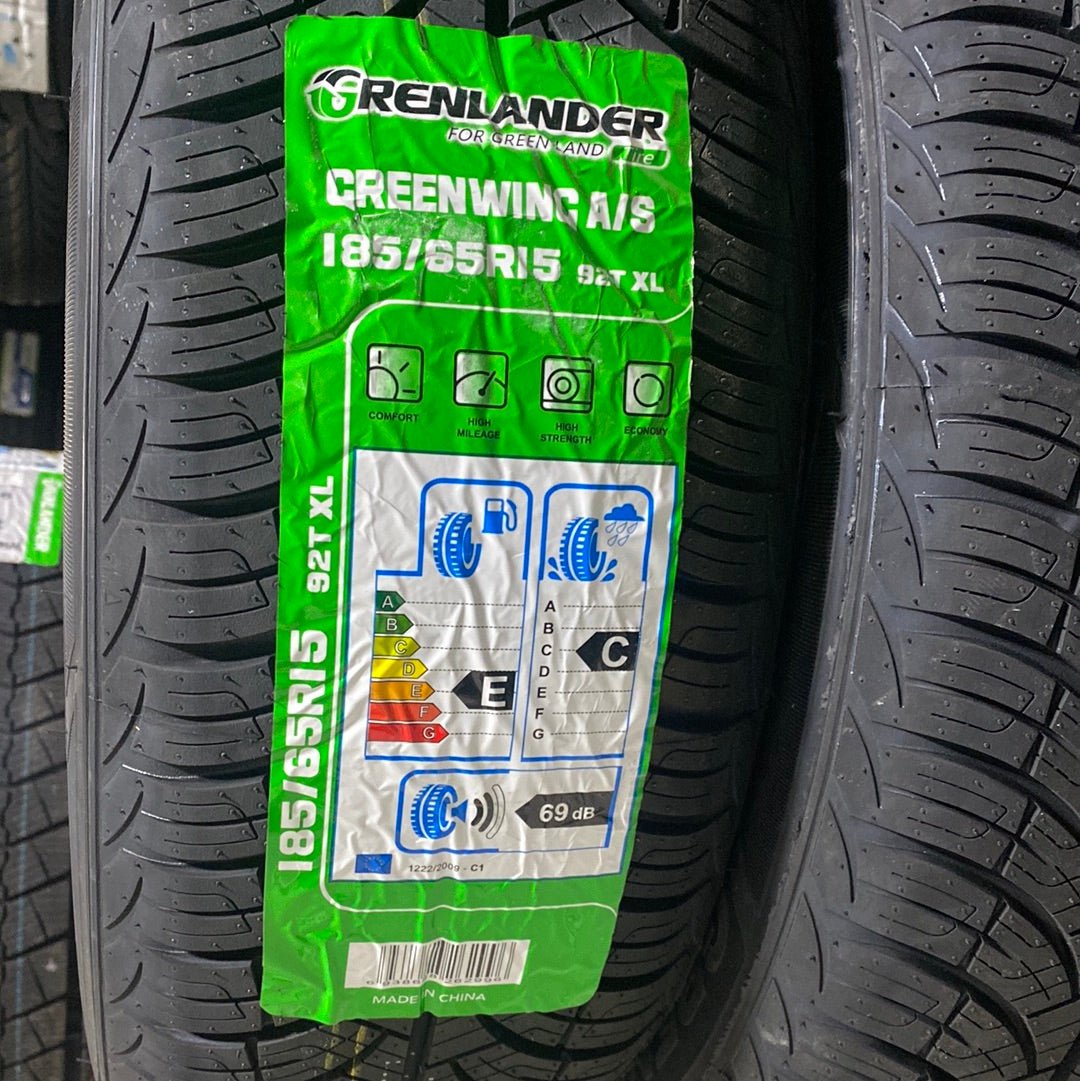 GRENLANDER
FOR GREEN LAND tire
GREENWING A/S
185/65R15 92T XL
COMFORT
HIGH MILEAGE
HIGH STRENGTH
ECONOMY
185/65R15 92T XL
A
B
C
D
E
F
G
E
A
B
C
D
E
F
G
C
69 dB
1222/2009 - C1
MADE IN CHINA